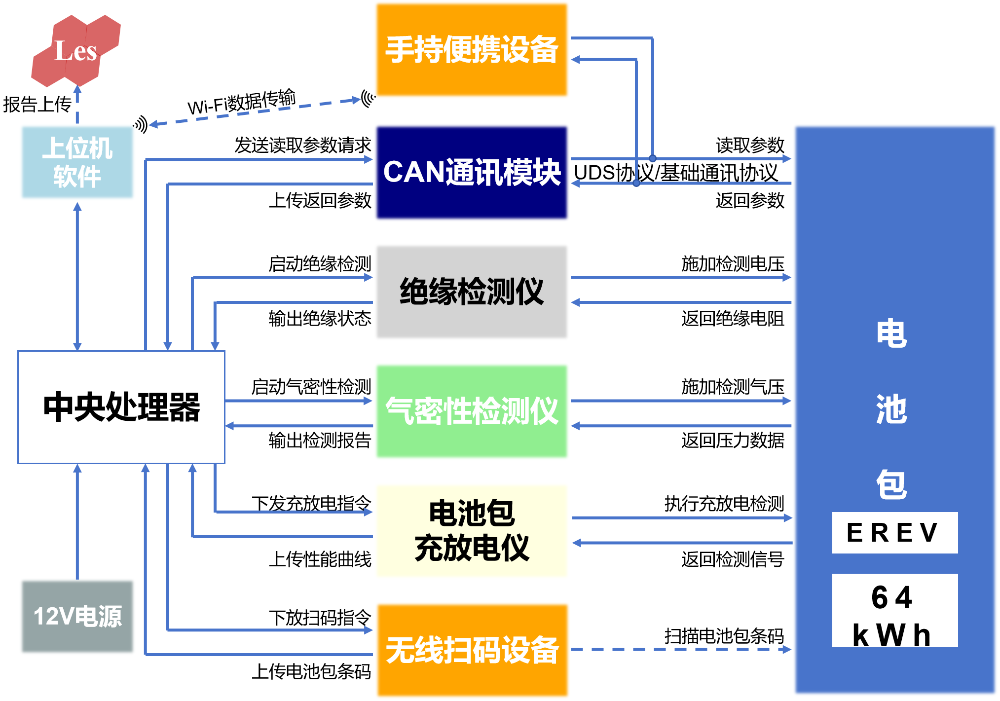 Les
报告上传
Wi-Fi数据传输
手持便携设备
上位机
软件
发送读取参数请求
上传返回参数
CAN通讯模块
读取参数
UDS协议/基础通讯协议
返回参数
启动绝缘检测
输出绝缘状态
绝缘检测仪
施加检测电压
返回绝缘电阻
中央处理器
启动气密性检测
输出检测报告
气密性检测仪
施加检测气压
返回压力数据
下发充放电指令
上传性能曲线
电池包
充放电仪
执行充放电检测
返回检测信号
12V电源
下放扫码指令
上传电池包条码
无线扫码设备
扫描电池包条码
电
池
包
EREV
64
kWh